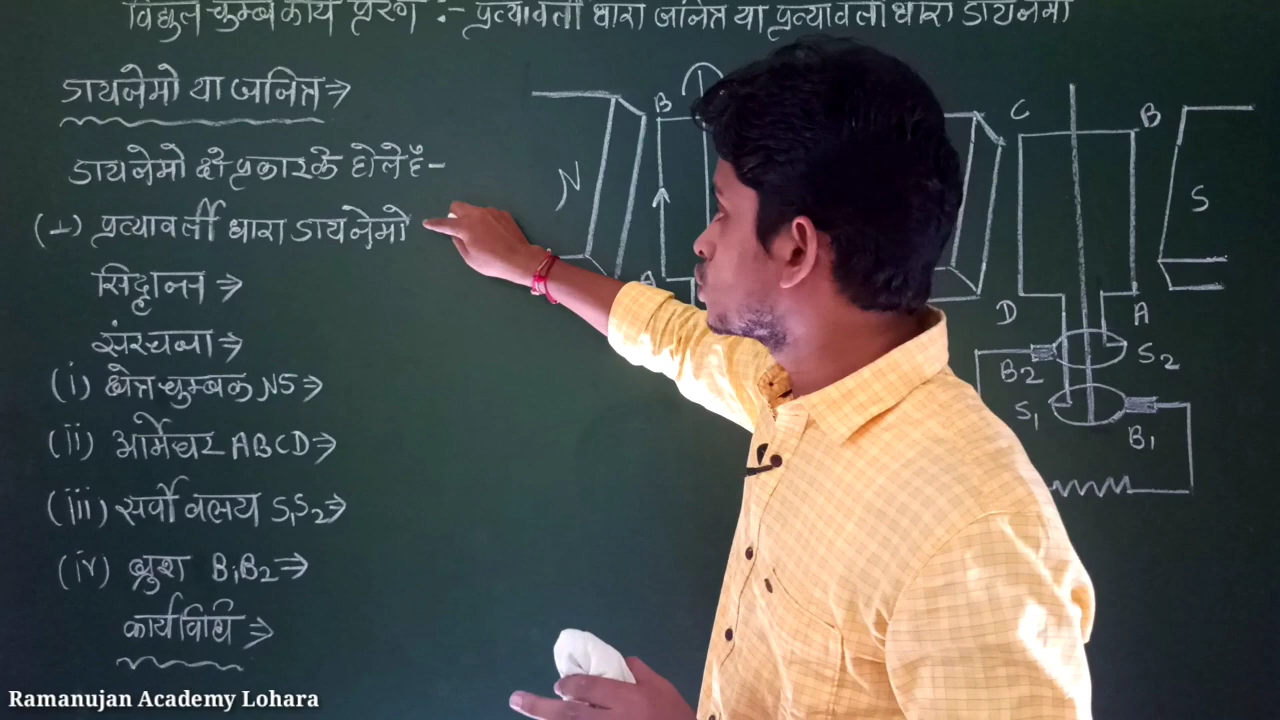 विद्युत चुम्बकीय प्रेरण :- प्रत्यावर्ती धारा जनित्र या प्रत्यावर्ती धारा डायनेमो
डायनेमो या जनित्र ⇒
डायनेमो दो प्रकार के होते हैं -
(1) प्रत्यावर्ती धारा डायनेमो
सिद्धान्त ⇒
संरचना ⇒
(i) क्षेत्र चुम्बक NS ⇒
(ii) आर्मेचर ABCD ⇒
(iii) सर्पी वलय S₁S₂ ⇒
(iv) ब्रुश B₁B₂ ⇒
कार्यविधि ⇒
N
B
A
C
B
S
D
A
B₂
S₂
S₁
B₁
Ramanujan Academy Lohara